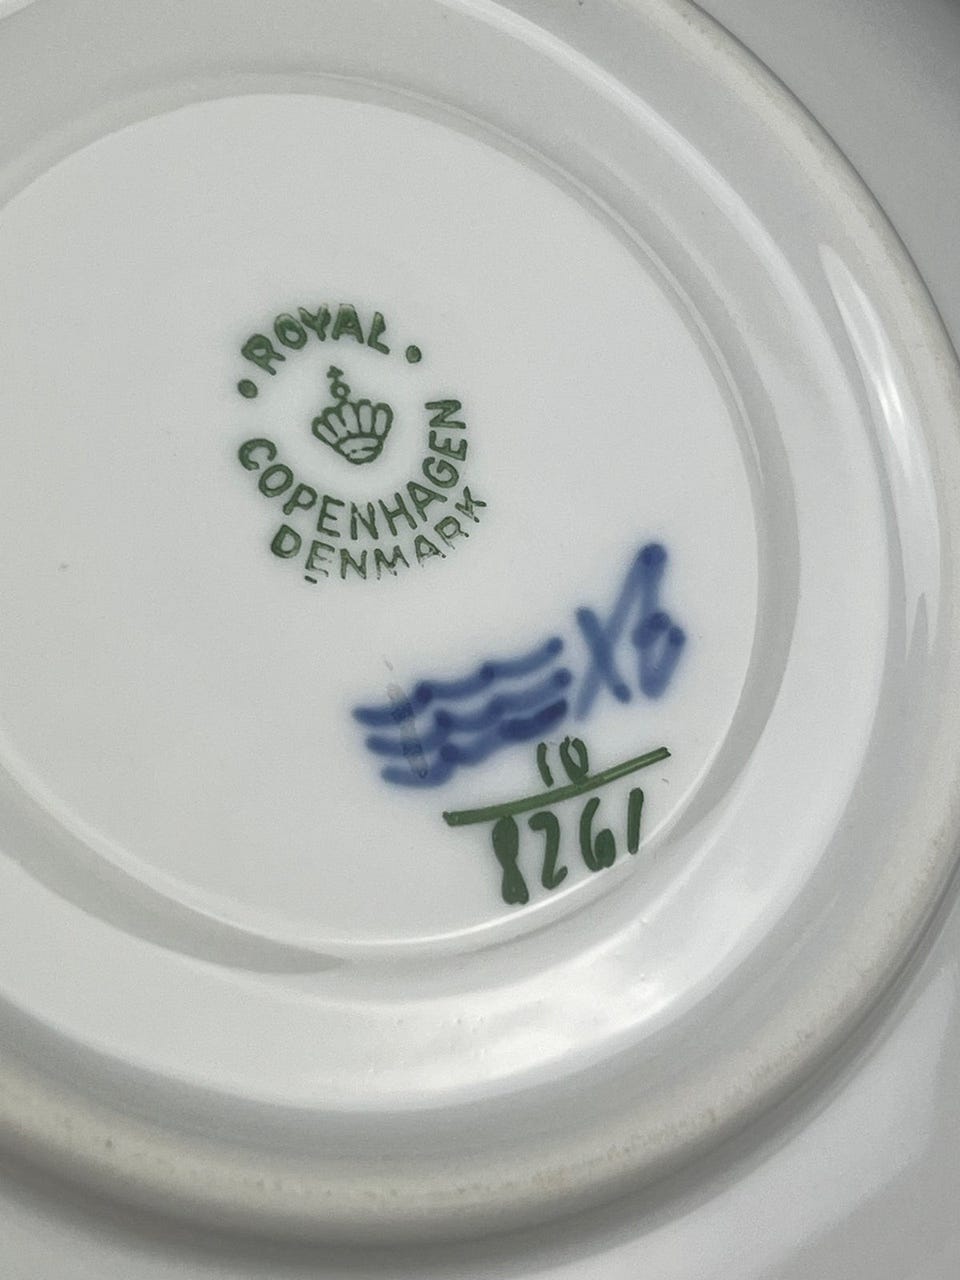 • ROYAL •
COPENHAGEN
DENMARK
10
8261